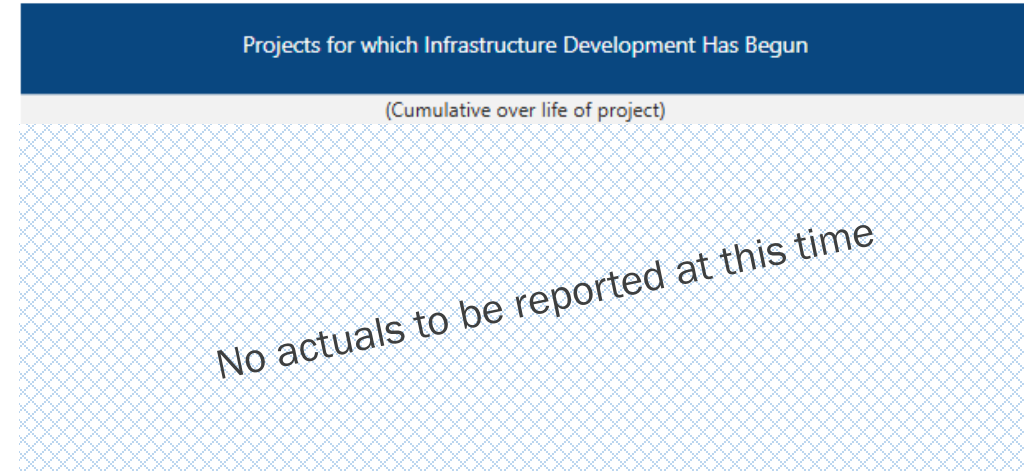 Projects for which Infrastructure Development Has Begun
(Cumulative over life of project)
No actuals to be reported at this time